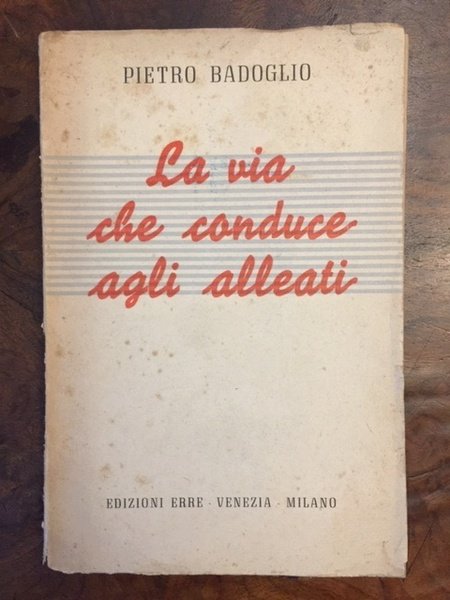 PIETRO BADOGLIO
La via
che conduce
agli alleati
EDIZIONI ERRE · VENEZIA · MILANO